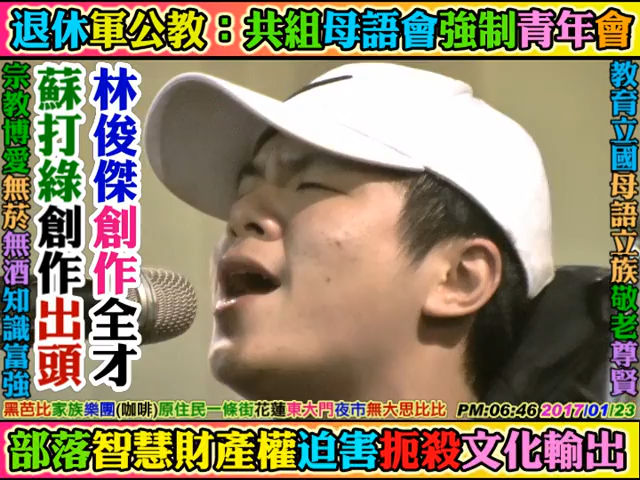 退休軍公教：共組母語會強制青年會
宗教博愛無菸無酒知識富強
蘇打綠創作出頭
林俊傑創作全才
教育立國母語立族敬老尊賢
黑芭比家族樂團(咖啡)原住民一條街花蓮東大門夜市無大思比比 PM:06:46 2017/01/23
部落智慧財產權迫害扼殺文化輸出